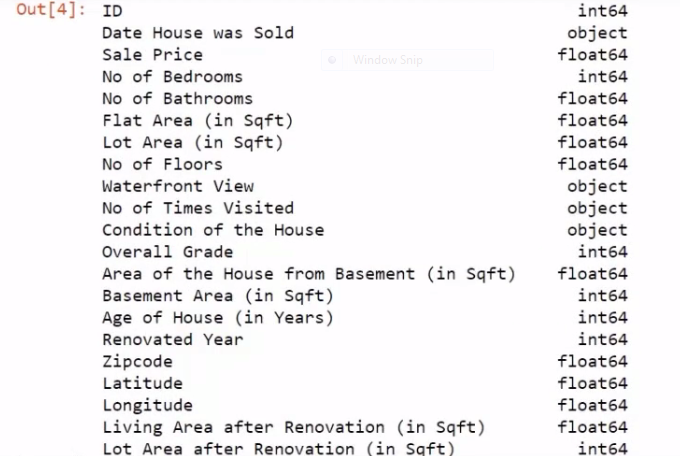 Out[4]: ID int64
Date House was Sold object
Sale Price float64
Window Snip
No of Bedrooms int64
No of Bathrooms float64
Flat Area (in Sqft) float64
Lot Area (in Sqft) float64
No of Floors float64
Waterfront View object
No of Times Visited object
Condition of the House object
Overall Grade int64
Area of the House from Basement (in Sqft) float64
Basement Area (in Sqft) int64
Age of House (in Years) int64
Renovated Year int64
Zipcode float64
Latitude float64
Longitude float64
Living Area after Renovation (in Sqft) float64
Lot Area after Renovation (in Sqft) int64